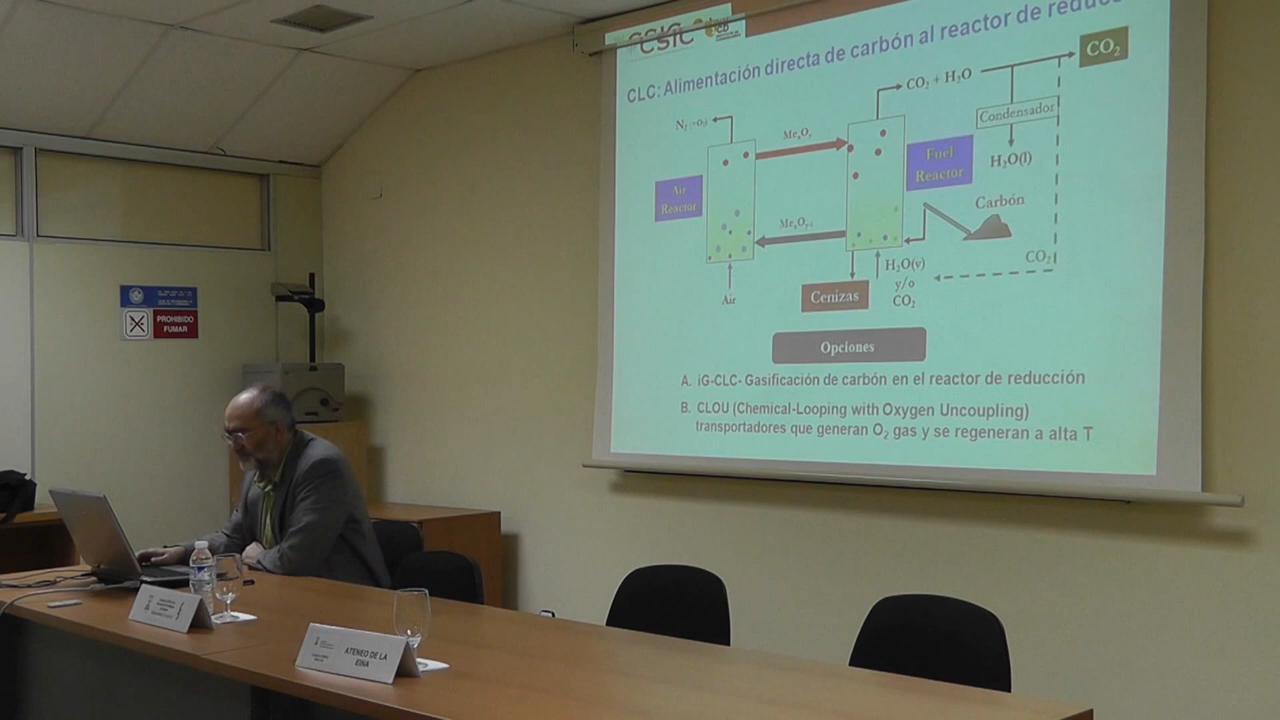 CSIC
CLC: Alimentación directa de carbón al reactor de
CO₂
CO₂ + H₂O
Condensador
H₂O(l)
N₂ (+O₂)
MeₓOᵧ
Air
Reactor
Fuel
Reactor
Carbón
MeₓOᵧ₋₁
CO₂
H₂O(v)
y/o
CO₂
Air
Cenizas
Opciones
A. iG-CLC- Gasificación de carbón en el reactor de reducción
B. CLOU (Chemical-Looping with Oxygen Uncoupling)
transportadores que generan O₂ gas y se regeneran a alta T
PROHIBIDO
FUMAR
ATENEO DE LA
EINA